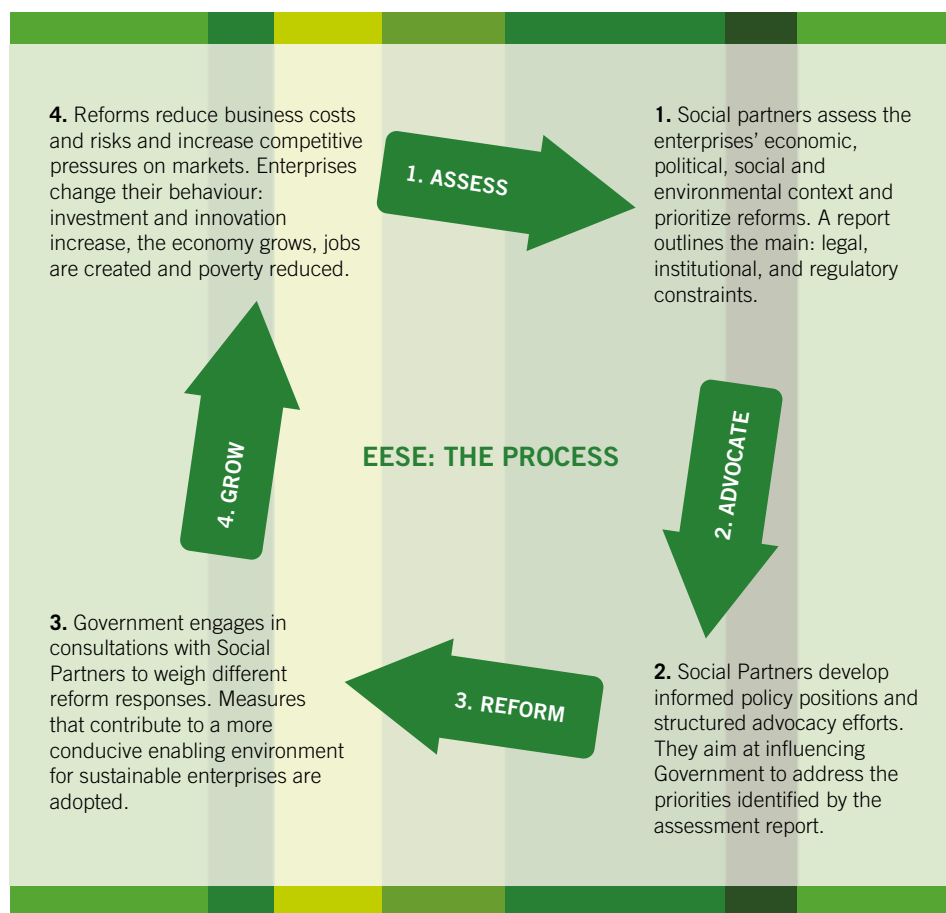 4. Reforms reduce business costs
and risks and increase competitive
pressures on markets. Enterprises
change their behaviour:
investment and innovation
increase, the economy grows, jobs
are created and poverty reduced.
1. ASSESS
1. Social partners assess the
enterprises’ economic,
political, social and
environmental context and
prioritize reforms. A report
outlines the main: legal,
institutional, and regulatory
constraints.
4. GROW
EESE: THE PROCESS
2. ADVOCATE
3. Government engages in
consultations with Social
Partners to weigh different
reform responses. Measures
that contribute to a more
conducive enabling environment
for sustainable enterprises are
adopted.
3. REFORM
2. Social Partners develop
informed policy positions and
structured advocacy efforts.
They aim at influencing
Government to address the
priorities identified by the
assessment report.